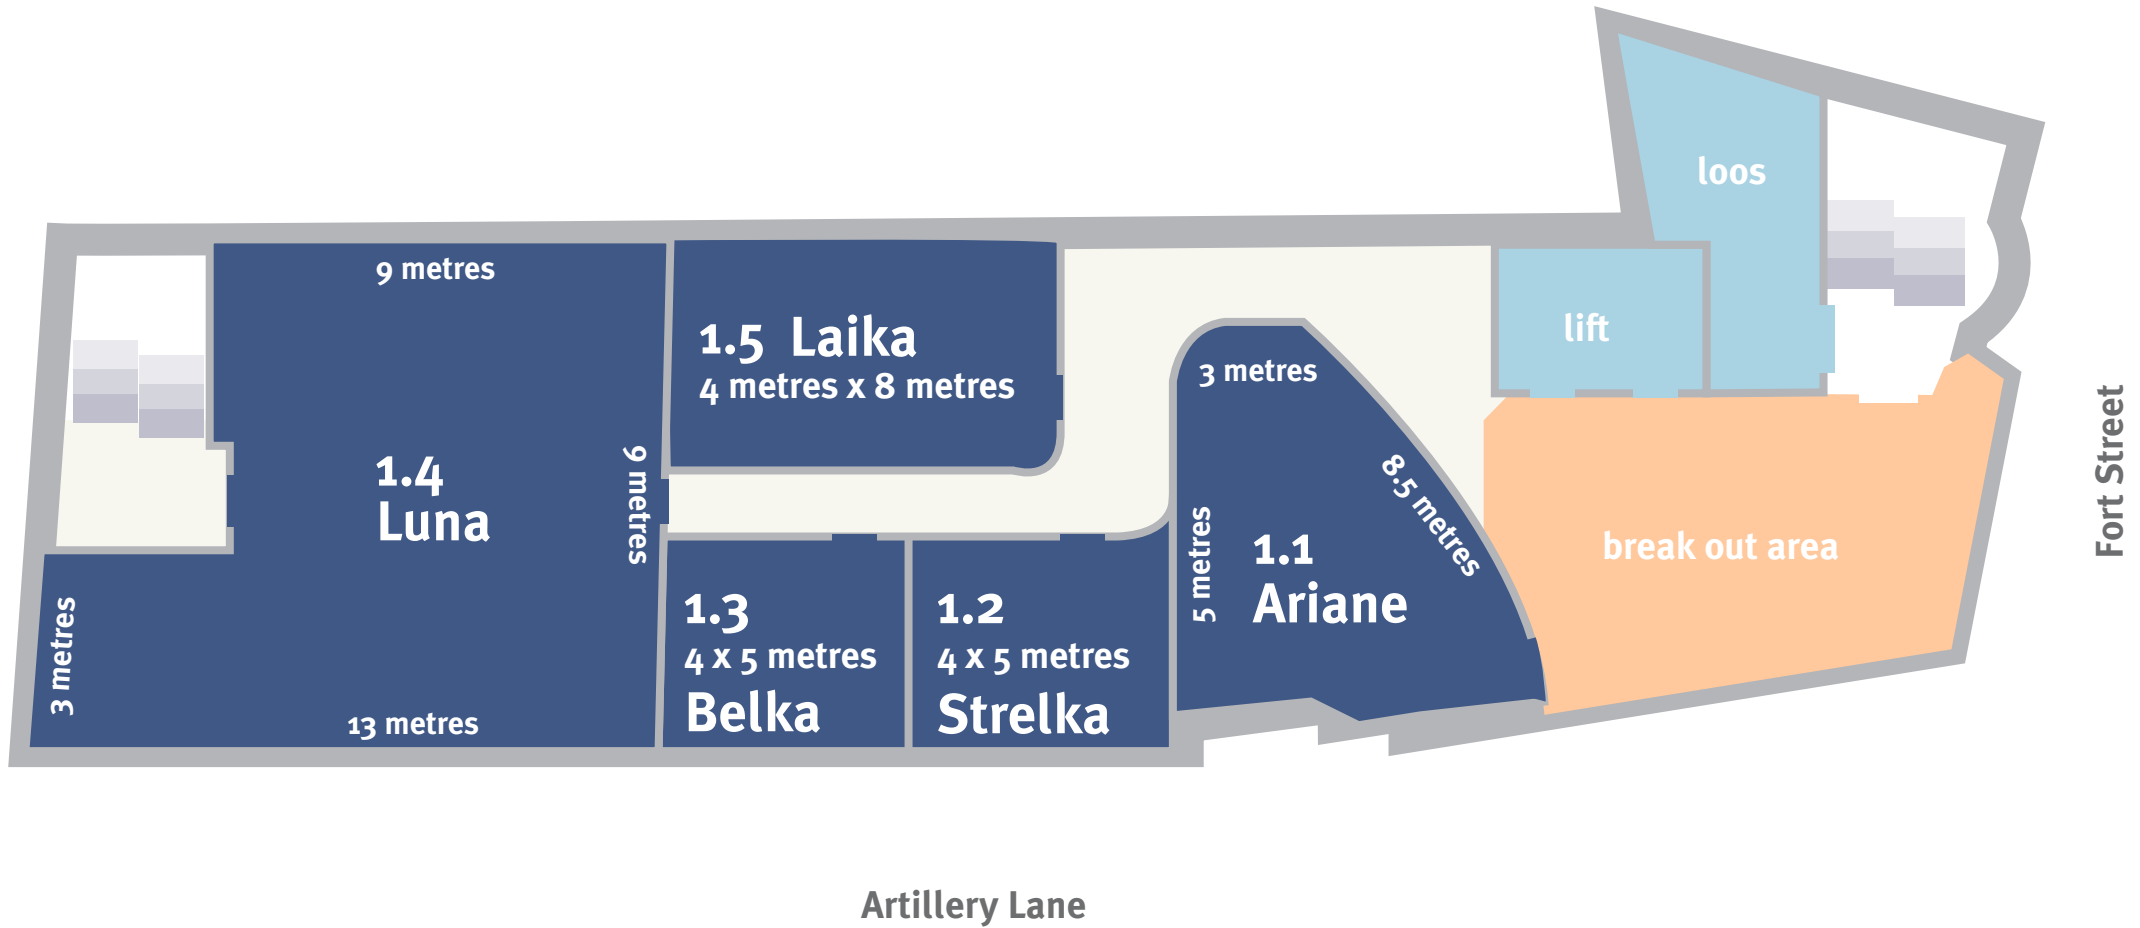 loos
9 metres
1.5 Laika
4 metres x 8 metres
lift
3 metres
1.4
Luna
9 metres
8.5 metres
5 metres
1.1
Ariane
break out area
Fort Street
3 metres
13 metres
1.3
4 x 5 metres
Belka
1.2
4 x 5 metres
Strelka
Artillery Lane